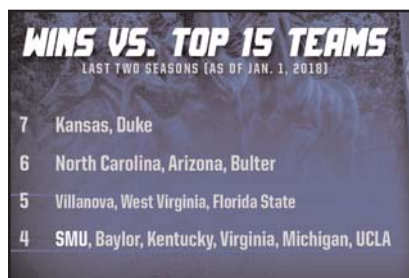 WINS VS. TOP 15 TEAMS
LAST TWO SEASONS (AS OF JAN. 1, 2018)
7 Kansas, Duke
6 North Carolina, Arizona, Bulter
5 Villanova, West Virginia, Florida State
4 SMU, Baylor, Kentucky, Virginia, Michigan, UCLA